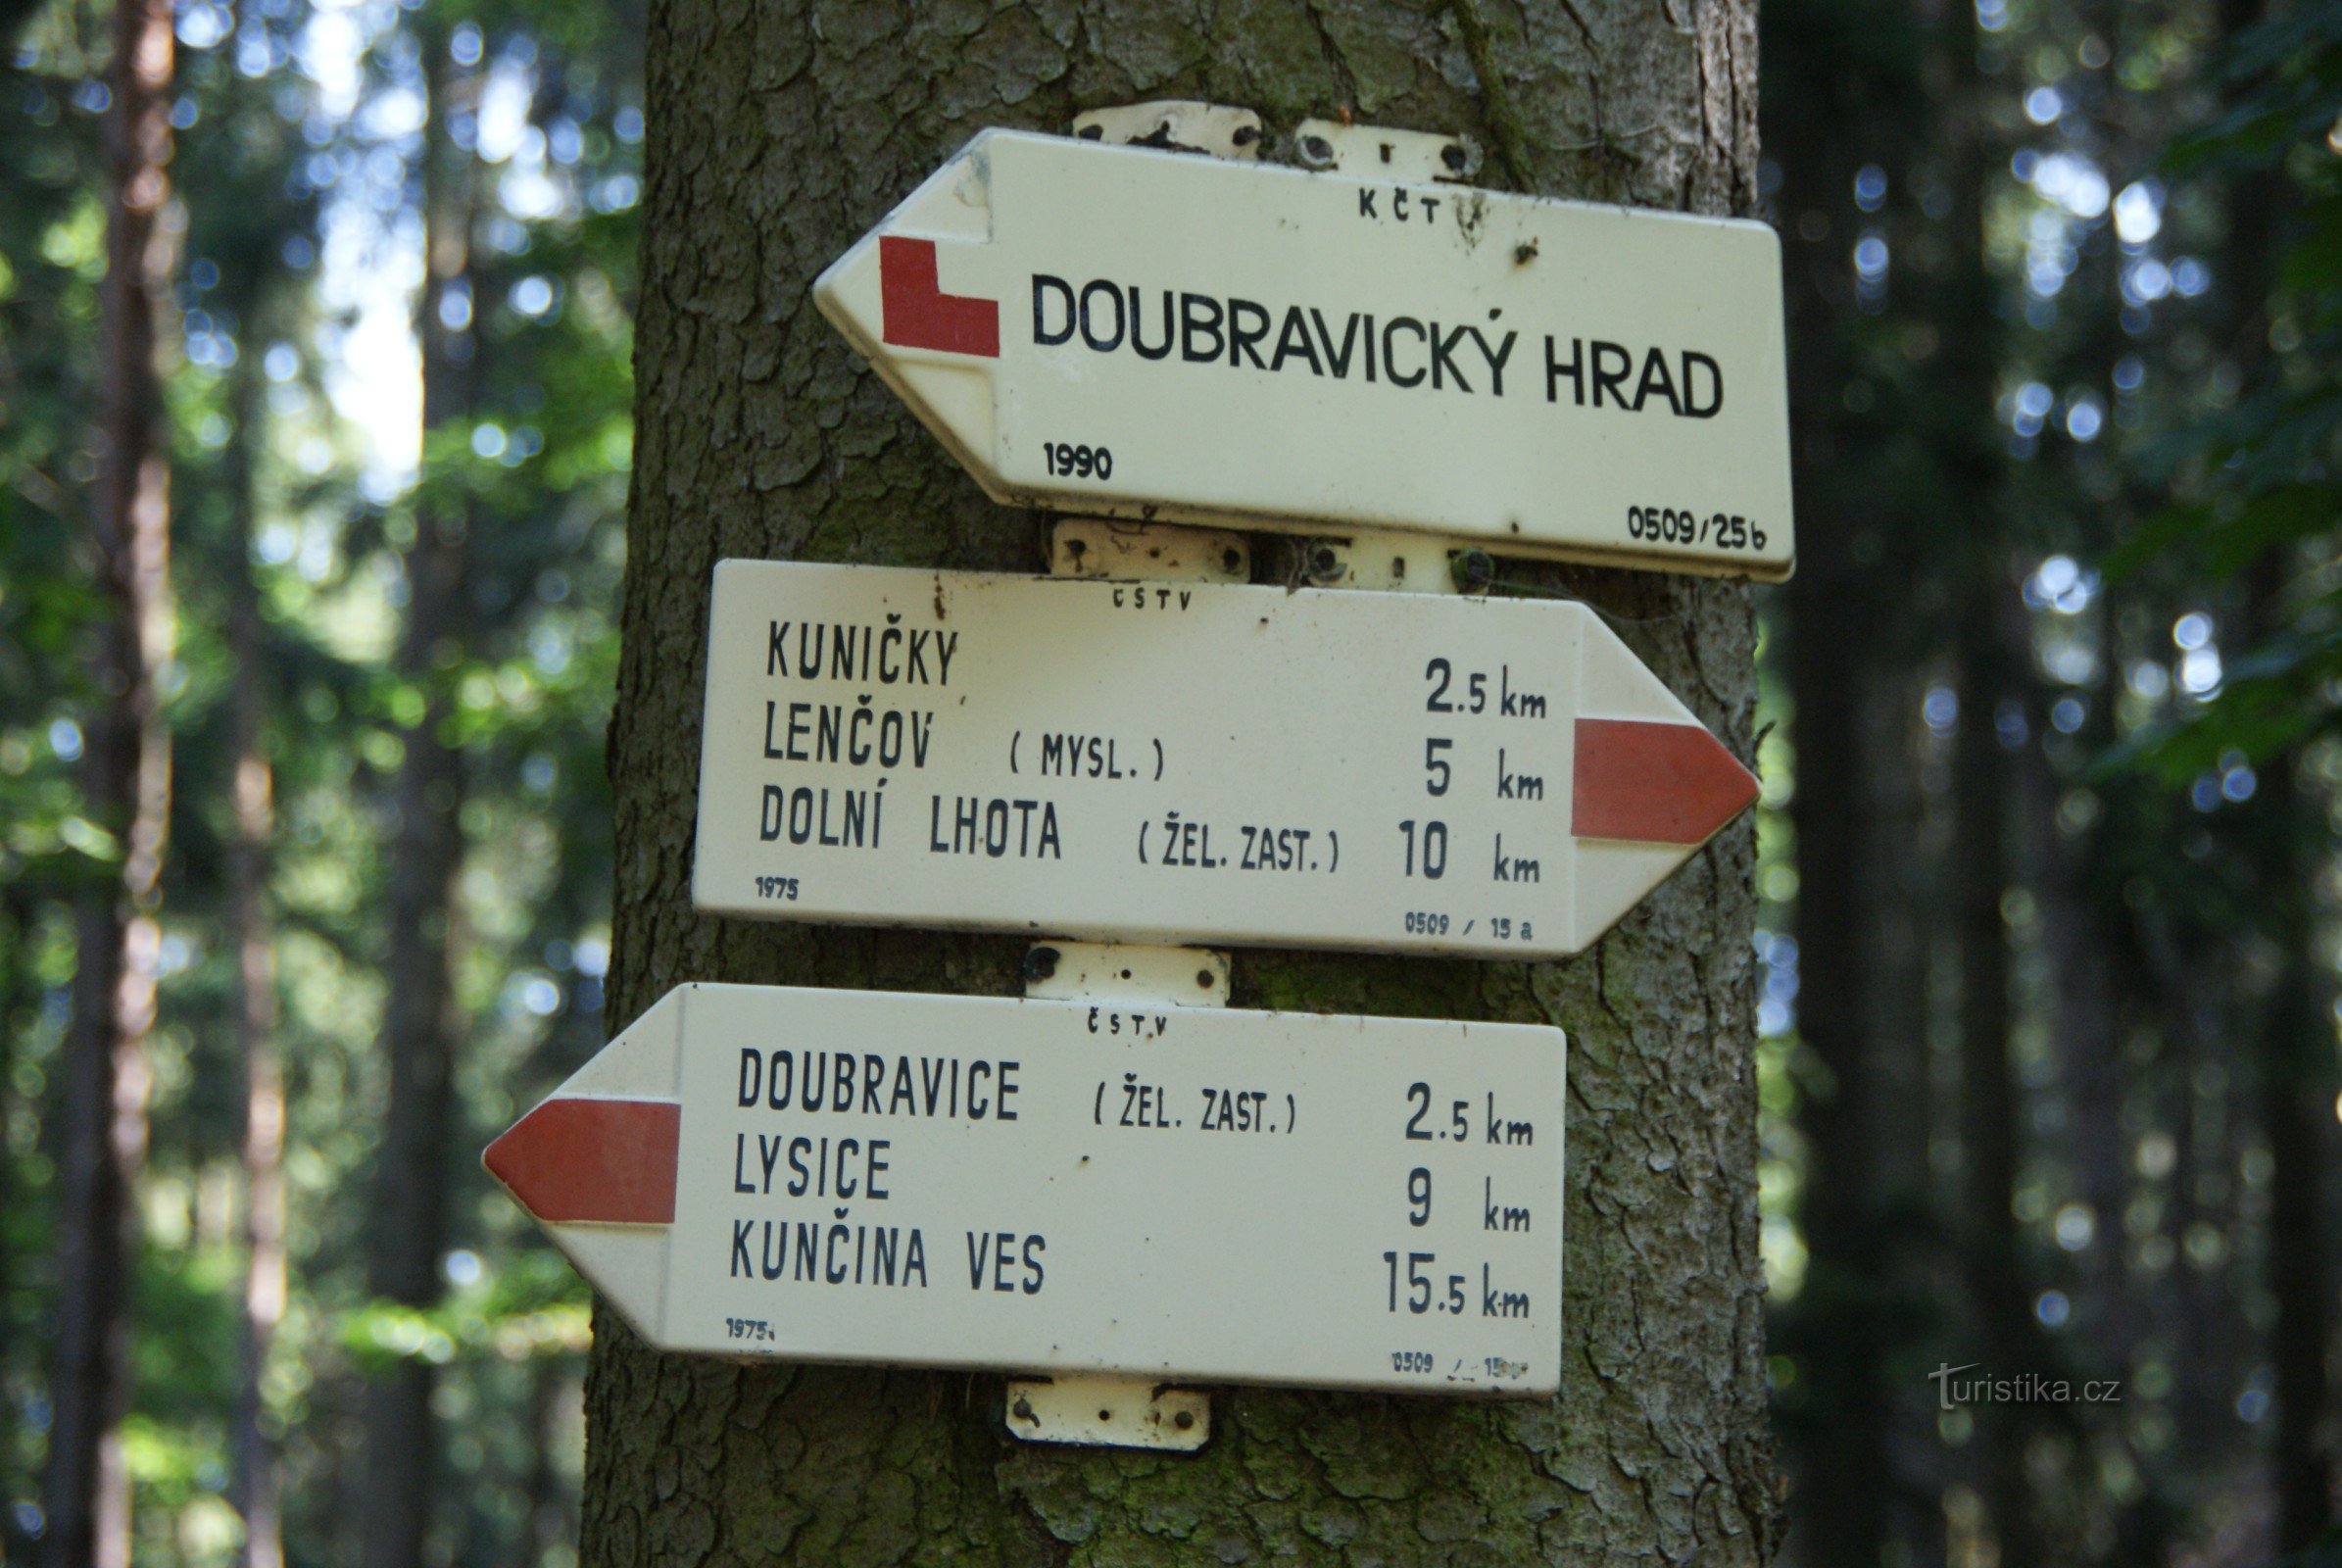 KČT
DOUBRAVICKÝ HRAD
1990
0509/25b
ČSTV
KUNIČKY 2.5 km
LENČOV (MYSL.) 5 km
DOLNÍ LHOTA (ŽEL. ZAST.) 10 km
1975
0509 / 15 a
ČSTV
DOUBRAVICE (ŽEL. ZAST.) 2.5 km
LYSICE 9 km
KUNČINA VES 15.5 km
1975
0509
Turistika.cz